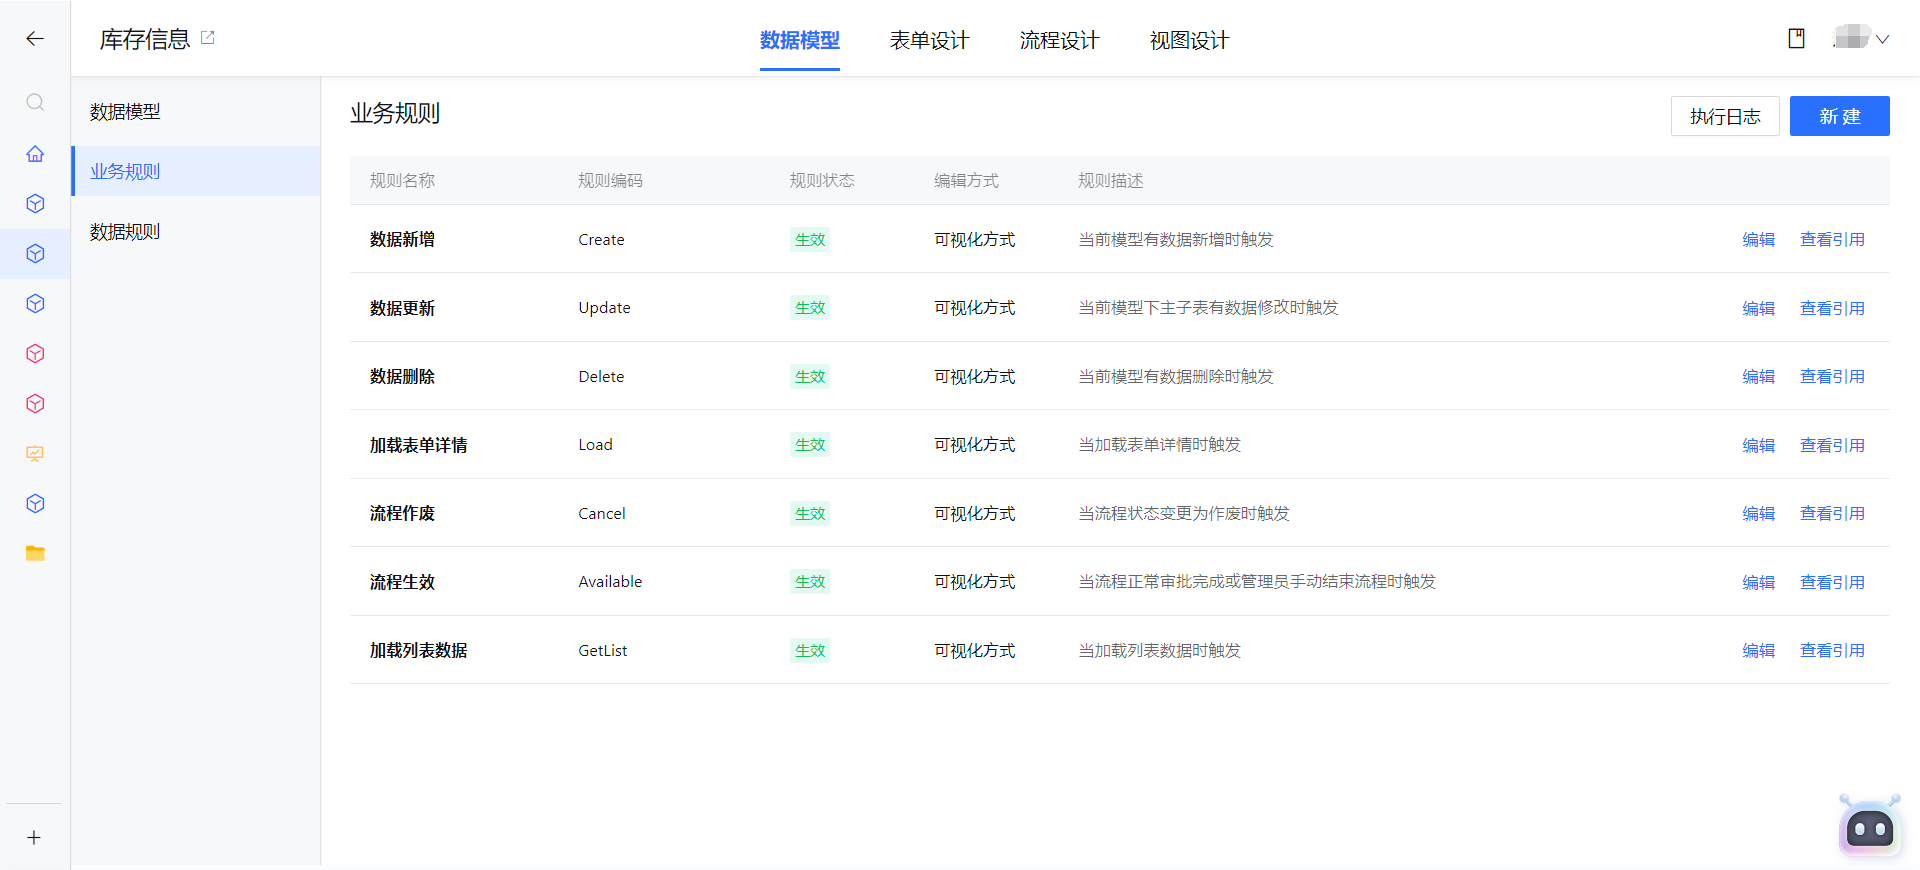 库存信息
数据模型 表单设计 流程设计 视图设计
数据模型
业务规则
数据规则
业务规则
执行日志 新 建
规则名称 规则编码 规则状态 编辑方式 规则描述
数据新增 Create 生效 可视化方式 当前模型有数据新增时触发 编辑 查看引用
数据更新 Update 生效 可视化方式 当前模型下主子表有数据修改时触发 编辑 查看引用
数据删除 Delete 生效 可视化方式 当前模型有数据删除时触发 编辑 查看引用
加载表单详情 Load 生效 可视化方式 当加载表单详情时触发 编辑 查看引用
流程作废 Cancel 生效 可视化方式 当流程状态变更为作废时触发 编辑 查看引用
流程生效 Available 生效 可视化方式 当流程正常审批完成或管理员手动结束流程时触发 编辑 查看引用
加载列表数据 GetList 生效 可视化方式 当加载列表数据时触发 编辑 查看引用